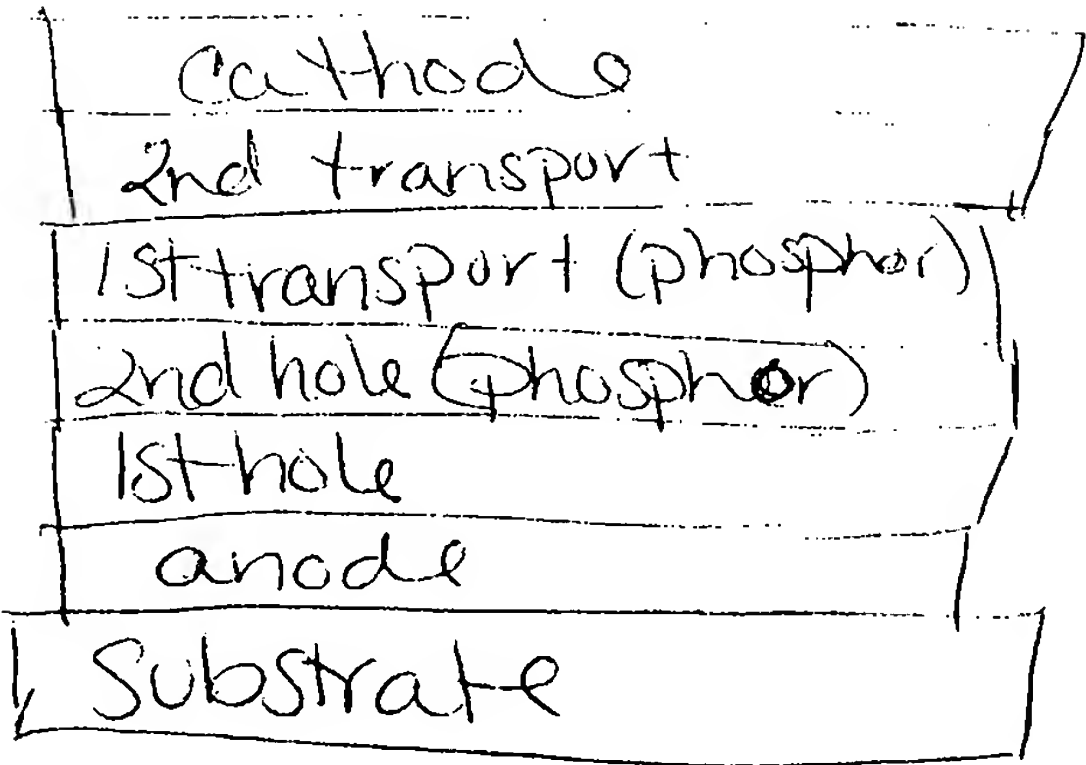 Cathode
2nd transport
1st transport (phosphor)
2nd hole (phosphor)
1st hole
anode
Substrate